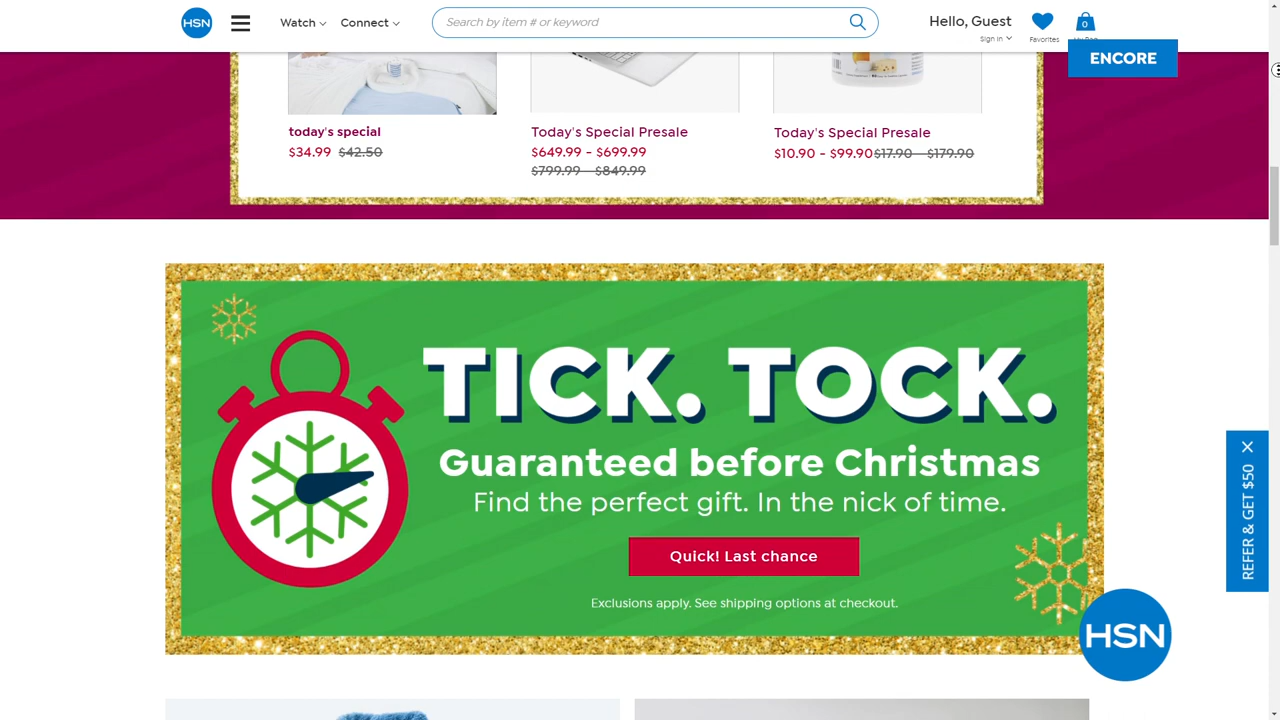 HSN
Watch
Connect
Search by item # or keyword
Hello, Guest
Sign In
Favorites
0
ENCORE
today's special
$34.99 $42.50
Today's Special Presale
$649.99 - $699.99
$799.99 - $849.99
Today's Special Presale
$10.90 - $99.90 $17.90 - $179.90
TICK. TOCK.
Guaranteed before Christmas
Find the perfect gift. In the nick of time.
Quick! Last chance
Exclusions apply. See shipping options at checkout.
REFER & GET $50
HSN